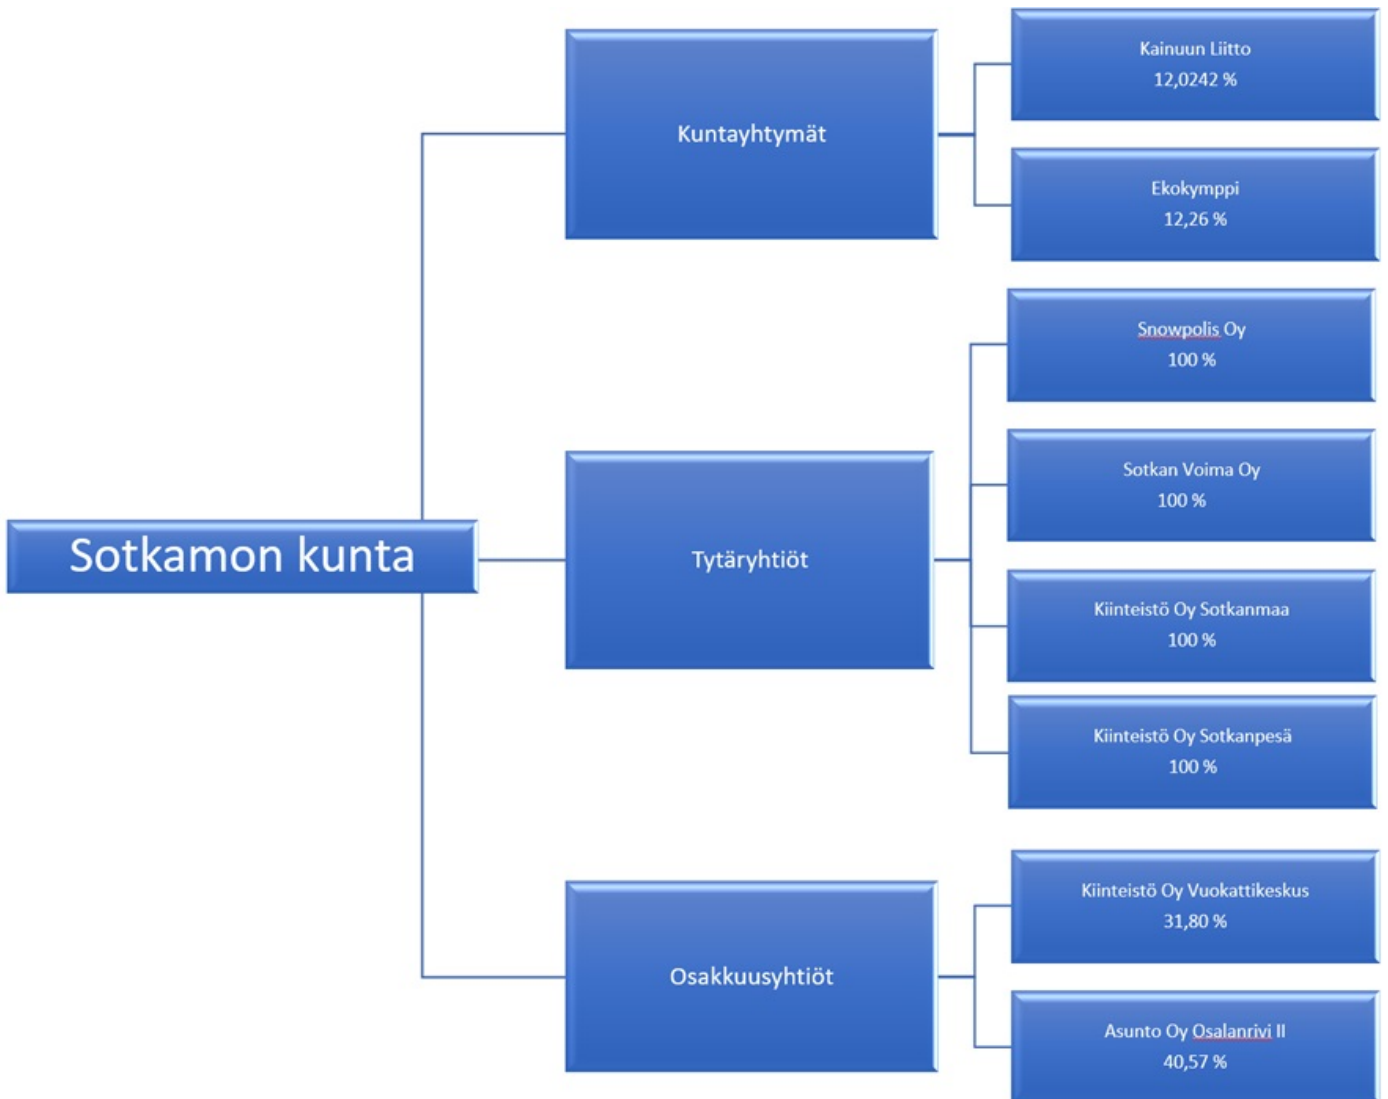 Sotkamon kunta
Kuntayhtymät
Kainuun Liitto
12,0242 %
Ekokymppi
12,26 %
Tytäryhtiöt
Snowpolis Oy
100 %
Sotkan Voima Oy
100 %
Kiinteistö Oy Sotkanmaa
100 %
Kiinteistö Oy Sotkanpesä
100 %
Osakkuusyhtiöt
Kiinteistö Oy Vuokattikeskus
31,80 %
Asunto Oy Osalanrivi II
40,57 %